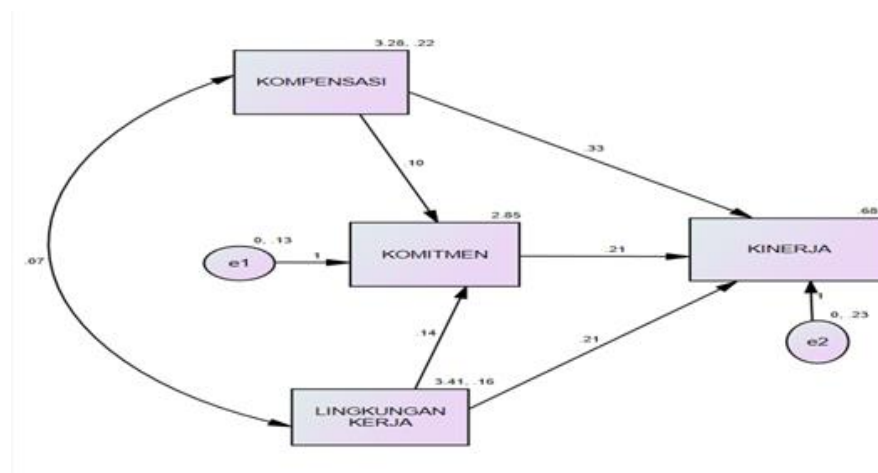 3.28, .22
KOMPENSASI
.33
10
2.85
0, .13
.68
e1
1
KOMITMEN
.21
KINERJA
.07
1
0, .23
.14
.21
e2
3.41, .16
LINGKUNGAN
KERJA